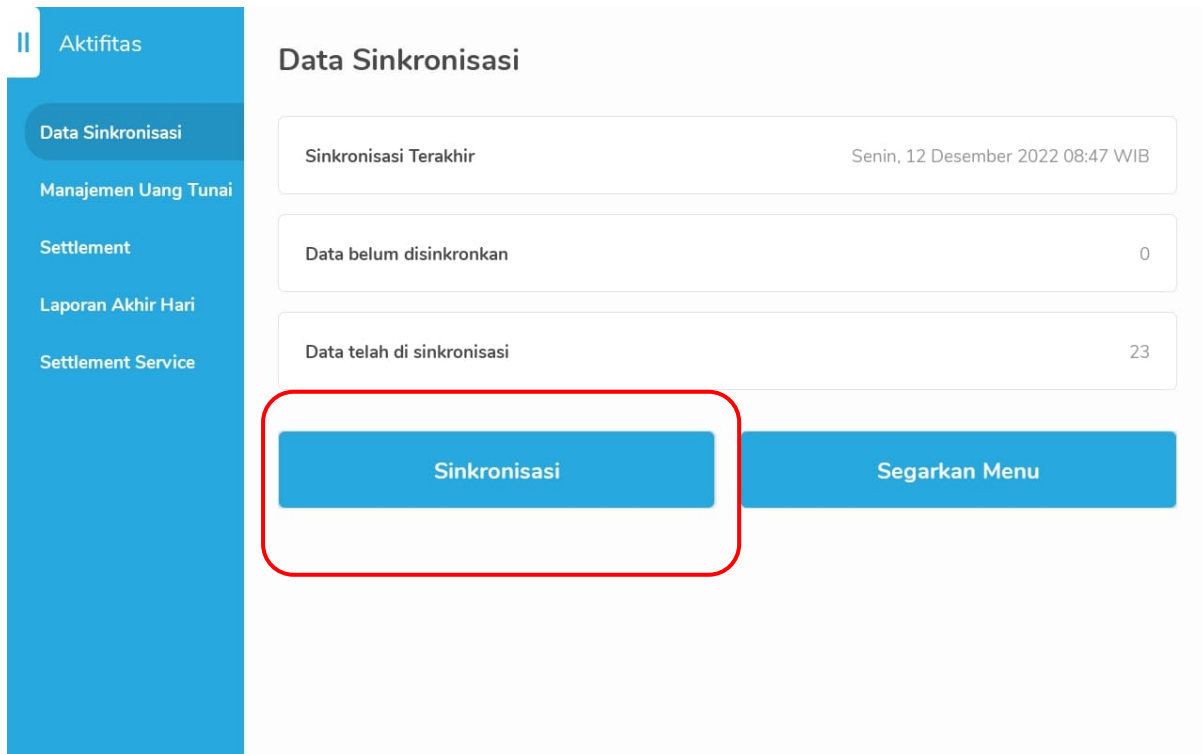 Aktifitas
Data Sinkronisasi
Manajemen Uang Tunai
Settlement
Laporan Akhir Hari
Settlement Service
Data Sinkronisasi
Sinkronisasi Terakhir Senin, 12 Desember 2022 08:47 WIB
Data belum disinkronkan 0
Data telah di sinkronisasi 23
Sinkronisasi Segarkan Menu